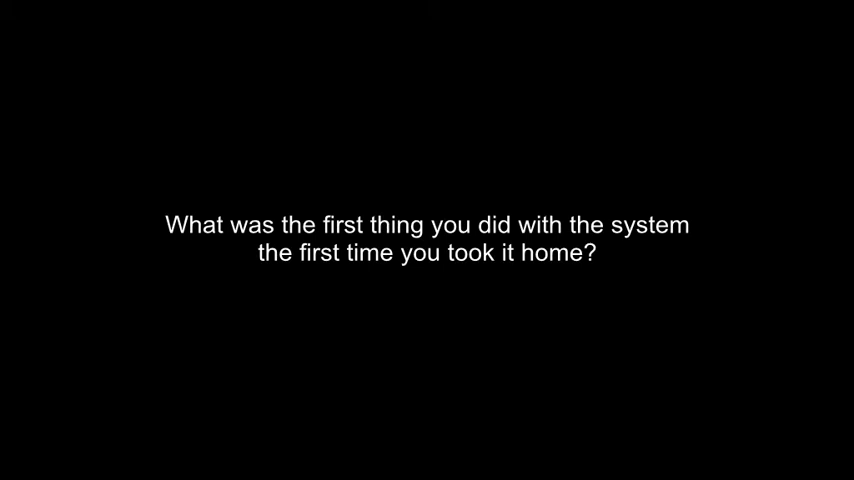 What was the first thing you did with the system
the first time you took it home?